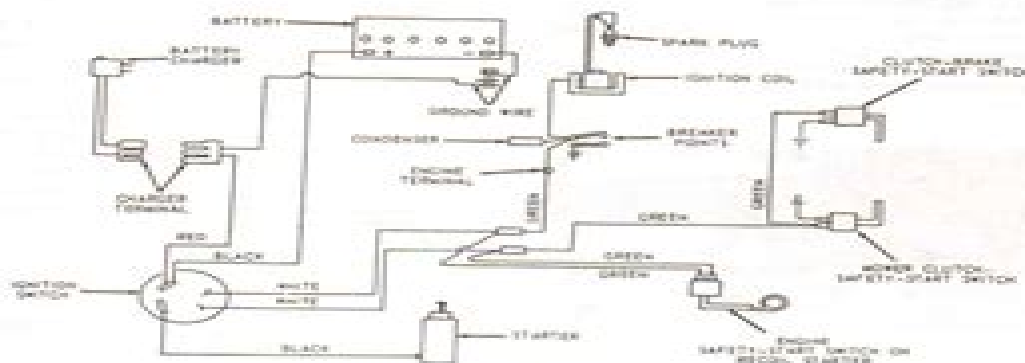 BATTERY
BATTERY
CHARGER
SPARK PLUG
IGNITION COIL
CLUTCH-BRAKE
SAFETY-START SWITCH
GROUND WIRE
CONDENSER
BREAKER
POINTS
ENGINE
TERMINAL
CHARGER
TERMINAL
GREEN
GREEN
GREEN
RED
BLACK
GREEN
GREEN
IGNITION
SWITCH
WHITE
WHITE
MOWER CLUTCH
SAFETY-START SWITCH
STARTER
BLACK
ENGINE
SAFETY-START SWITCH ON
RECOIL STARTER